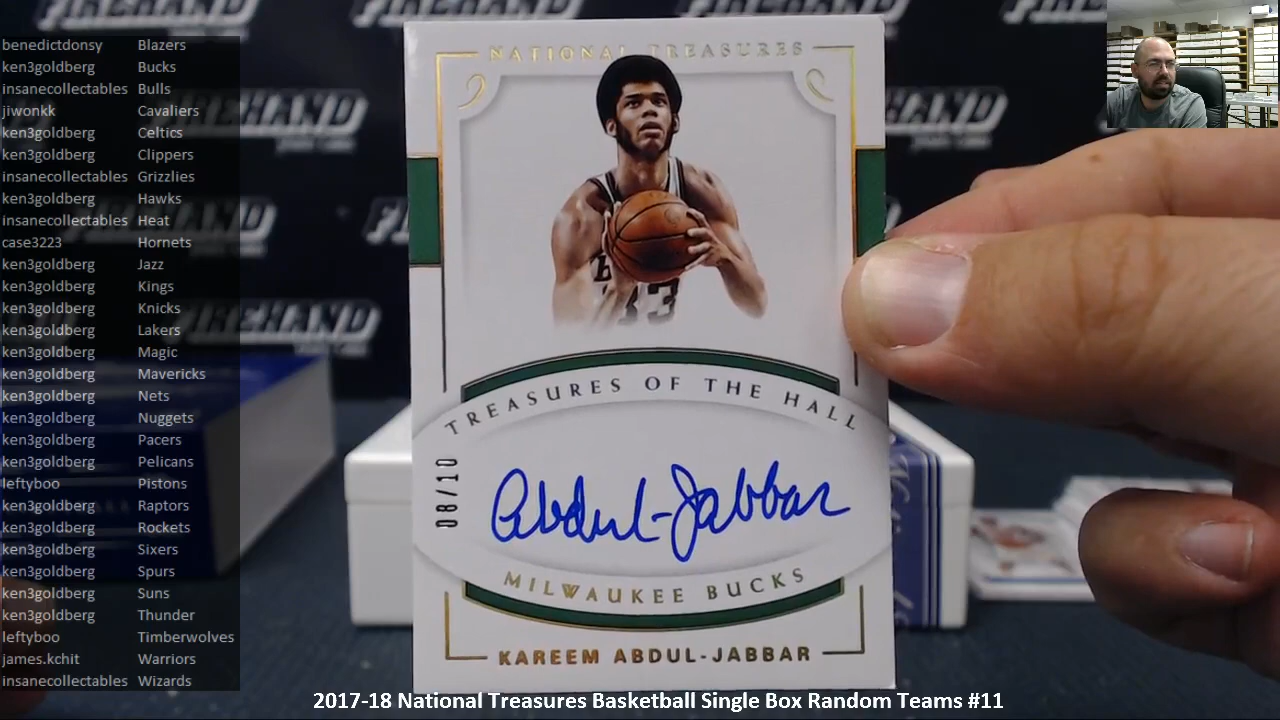 benedictdonsy Blazers
ken3goldberg Bucks
insanecollectables Bulls
jiwonkk Cavaliers
ken3goldberg Celtics
ken3goldberg Clippers
insanecollectables Grizzlies
ken3goldberg Hawks
insanecollectables Heat
case3223 Hornets
ken3goldberg Jazz
ken3goldberg Kings
ken3goldberg Knicks
ken3goldberg Lakers
ken3goldberg Magic
ken3goldberg Mavericks
ken3goldberg Nets
ken3goldberg Nuggets
ken3goldberg Pacers
ken3goldberg Pelicans
leftyboo Pistons
ken3goldberg Raptors
ken3goldberg Rockets
ken3goldberg Sixers
ken3goldberg Spurs
ken3goldberg Suns
ken3goldberg Thunder
leftyboo Timberwolves
james.kchit Warriors
insanecollectables Wizards
NATIONAL TREASURES
33
TREASURES OF THE HALL
08/10
Abdul-Jabbar
MILWAUKEE BUCKS
KAREEM ABDUL-JABBAR
FIREHAND
FIREHAND
FIREHAND
2017-18 National Treasures Basketball Single Box Random Teams #11